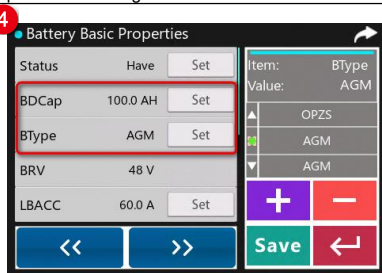 4
Battery Basic Properties
Status Have Set
BDCap 100.0 AH Set
BType AGM Set
BRV 48 V
LBACC 60.0 A Set
<< >>
Item: BType
Value: AGM
OPZS
AGM
AGM
+ −
Save